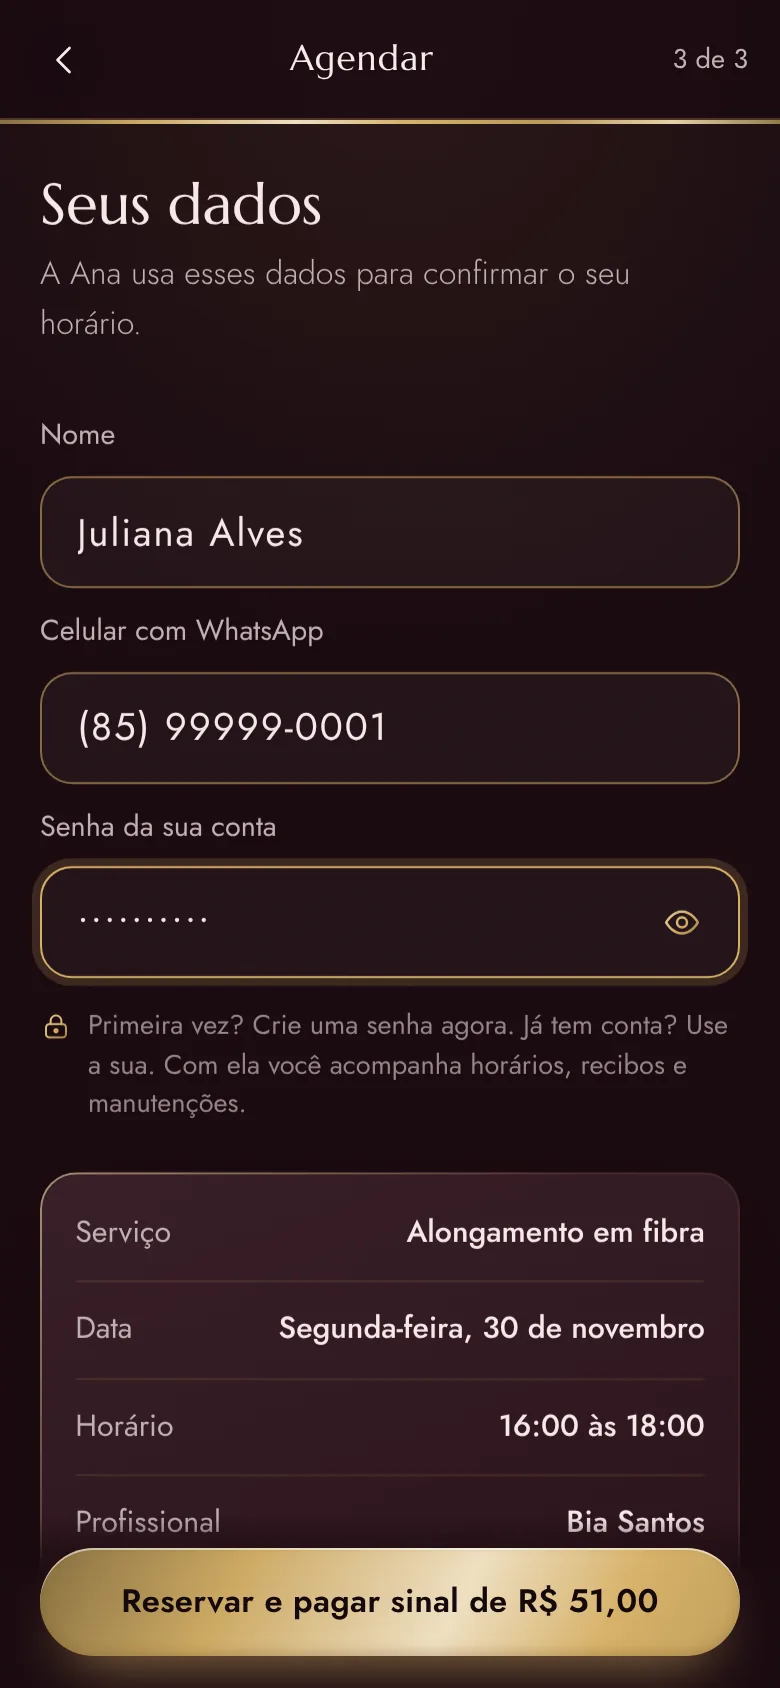 Agendar
3 de 3
Seus dados
A Ana usa esses dados para confirmar o seu
horário.
Nome
Juliana Alves
Celular com WhatsApp
(85) 99999-0001
Senha da sua conta
··········
Primeira vez? Crie uma senha agora. Já tem conta? Use
a sua. Com ela você acompanha horários, recibos e
manutenções.
Serviço Alongamento em fibra
Data Segunda-feira, 30 de novembro
Horário 16:00 às 18:00
Profissional Bia Santos
Reservar e pagar sinal de R$ 51,00